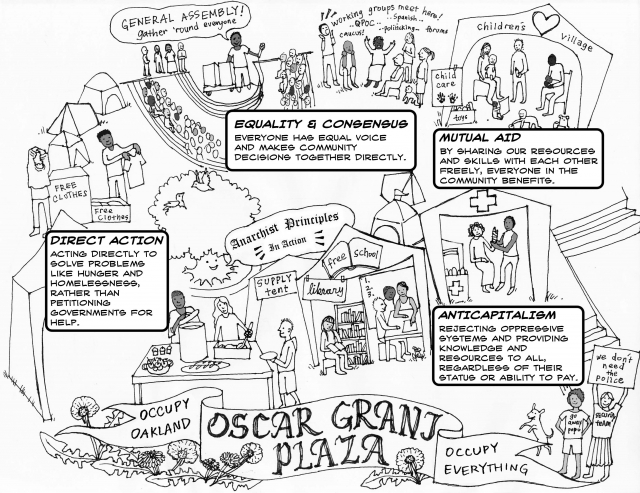 GENERAL ASSEMBLY!
gather 'round everyone
working groups meet here!
..QPOC caucus!
..Spanish..
..politicking..
forums
children's
village
child
care
toys
EQUALITY & CONSENSUS
EVERYONE HAS EQUAL VOICE
AND MAKES COMMUNITY
DECISIONS TOGETHER DIRECTLY.
MUTUAL AID
BY SHARING OUR RESOURCES
AND SKILLS WITH EACH OTHER
FREELY, EVERYONE IN THE
COMMUNITY BENEFITS.
FREE
CLOTHES
Free
Clothes
DIRECT ACTION
ACTING DIRECTLY TO
SOLVE PROBLEMS
LIKE HUNGER AND
HOMELESSNESS,
RATHER THAN
PETITIONING
GOVERNMENTS FOR
HELP.
Anarchist Principles
In Action
SUPPLY
tent
free school
library
1.
2.
3.
ANTICAPITALISM
REJECTING OPPRESSIVE
SYSTEMS AND PROVIDING
KNOWLEDGE AND
RESOURCES TO ALL,
REGARDLESS OF THEIR
STATUS OR ABILITY TO PAY.
we don't
need
the
POLICE
go
away
popo
security
team
OCCUPY
OAKLAND
OSCAR GRANT
PLAZA
OCCUPY
EVERYTHING